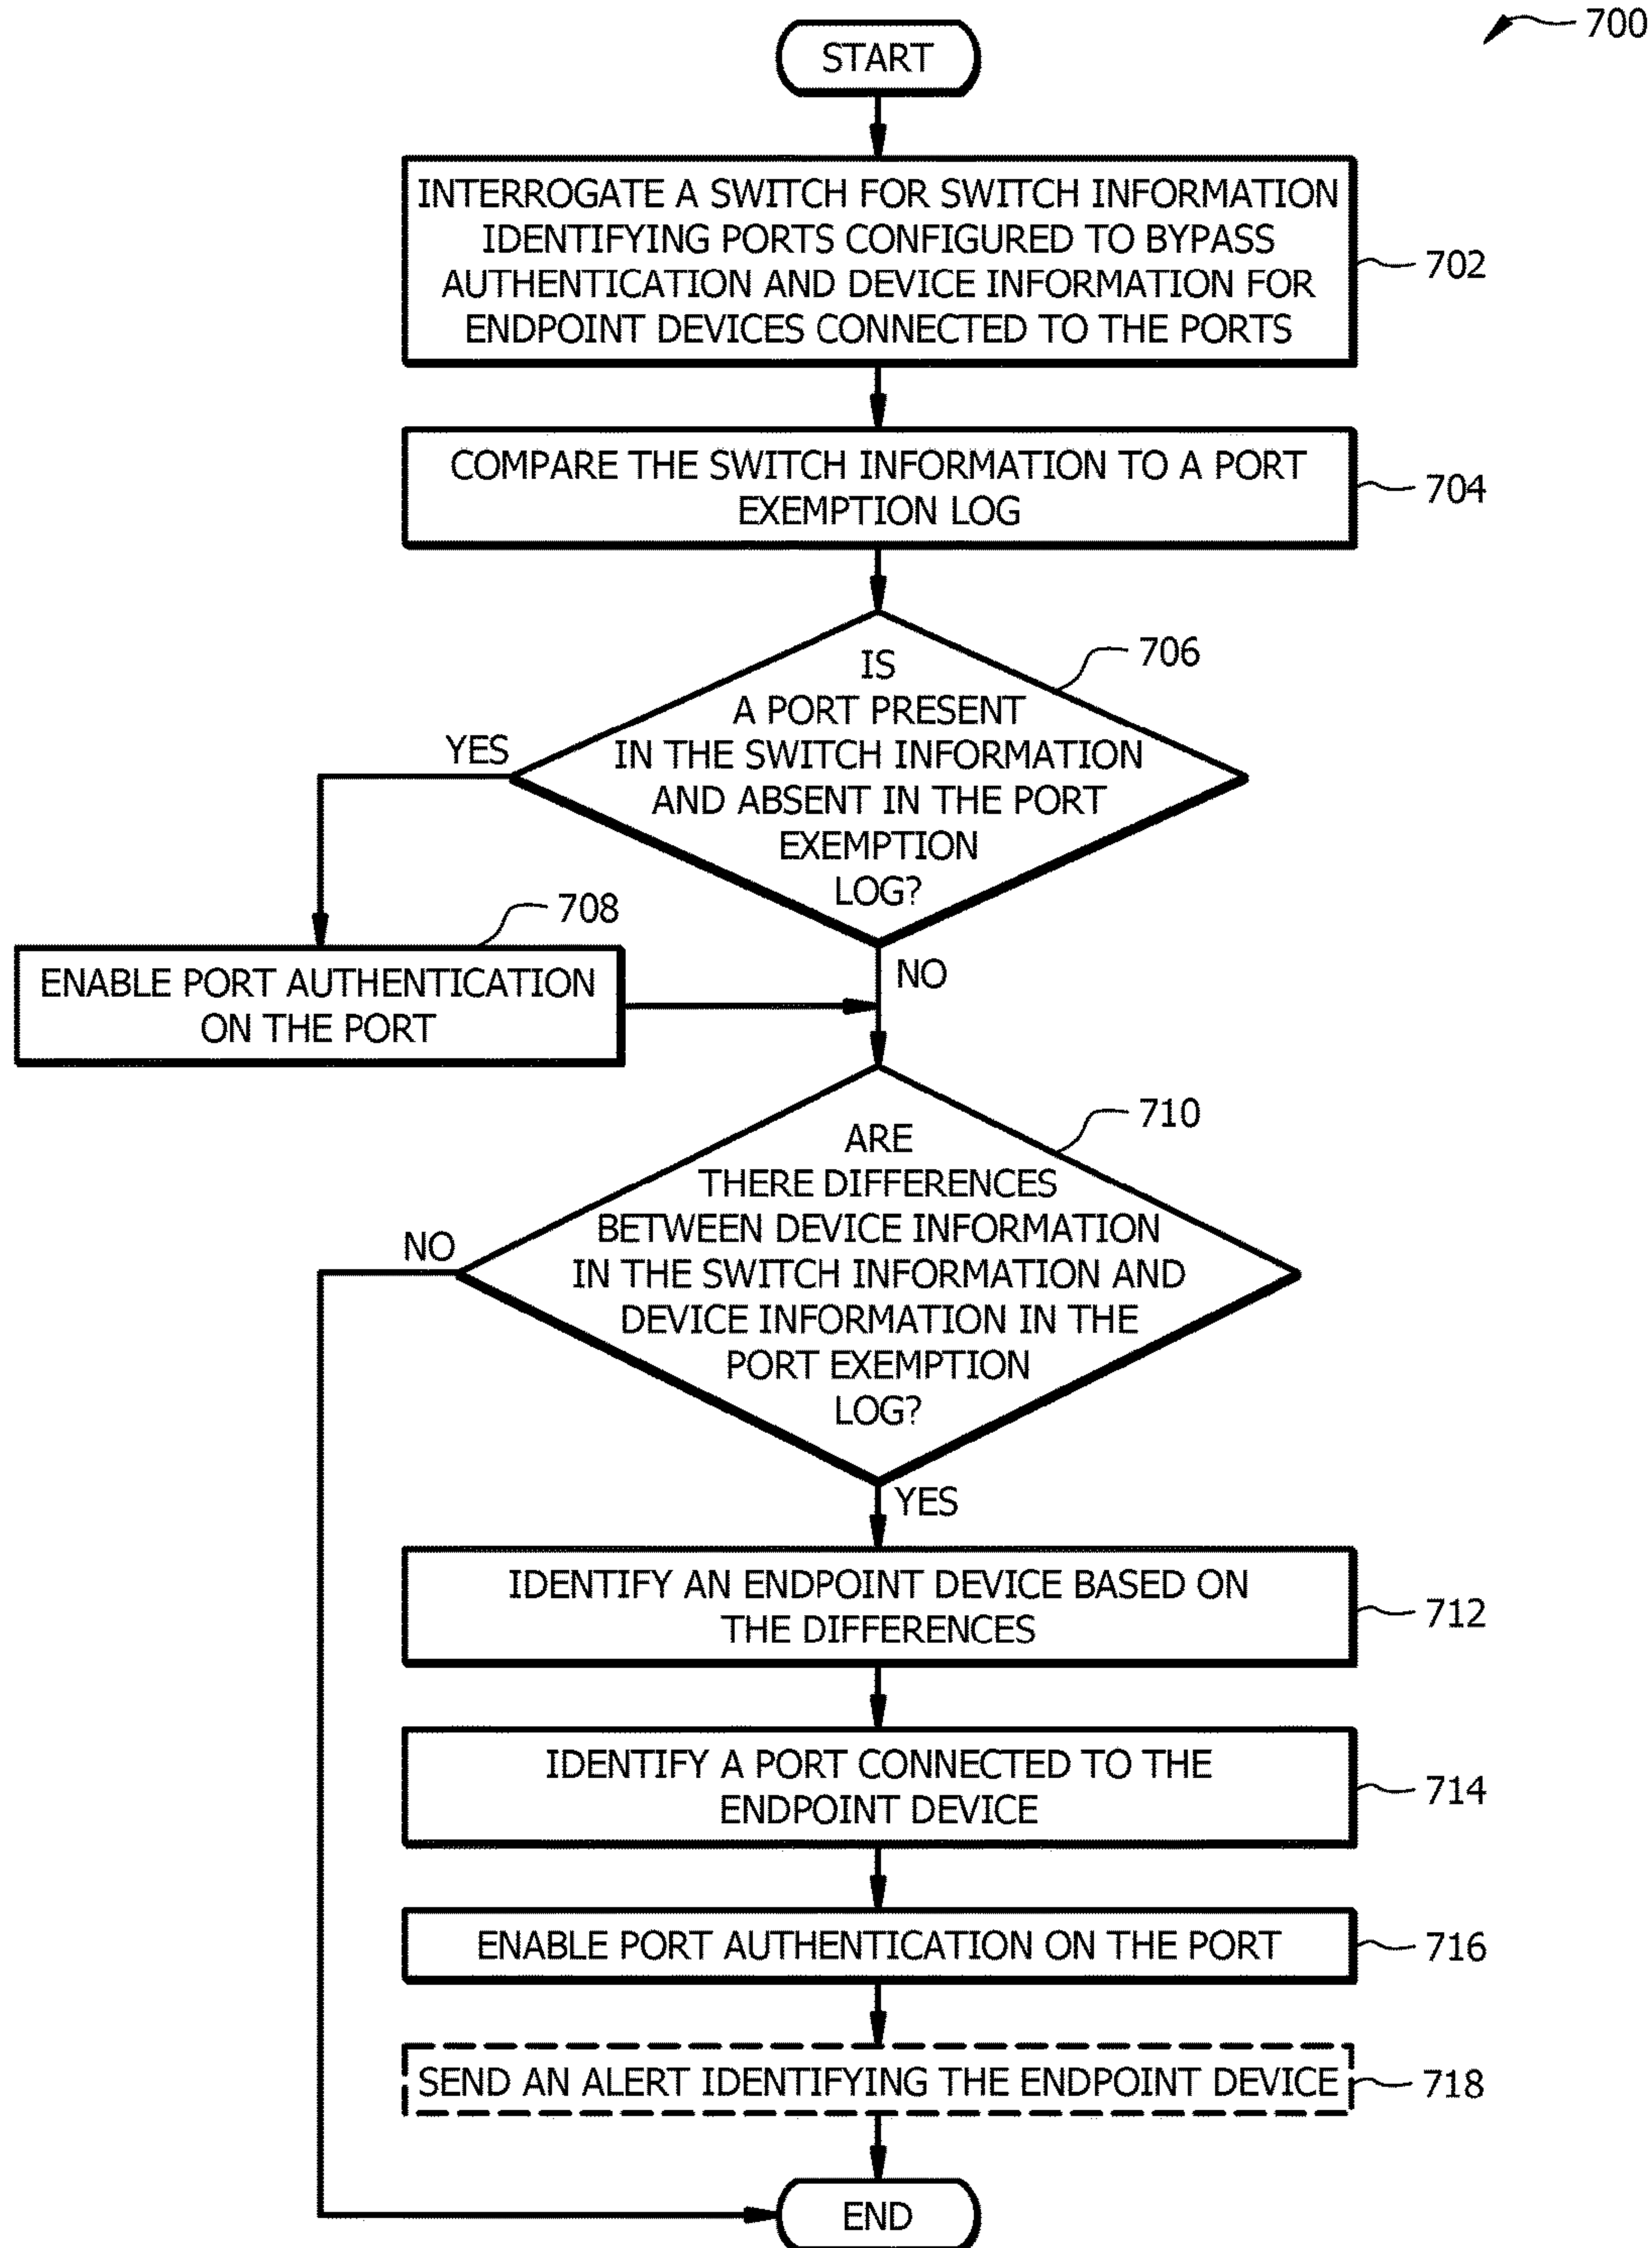 700
START
INTERROGATE A SWITCH FOR SWITCH INFORMATION
IDENTIFYING PORTS CONFIGURED TO BYPASS
AUTHENTICATION AND DEVICE INFORMATION FOR
ENDPOINT DEVICES CONNECTED TO THE PORTS
702
COMPARE THE SWITCH INFORMATION TO A PORT
EXEMPTION LOG
704
IS
A PORT PRESENT
IN THE SWITCH INFORMATION
AND ABSENT IN THE PORT
EXEMPTION
LOG?
706
YES
NO
708
ENABLE PORT AUTHENTICATION
ON THE PORT
ARE
THERE DIFFERENCES
BETWEEN DEVICE INFORMATION
IN THE SWITCH INFORMATION AND
DEVICE INFORMATION IN THE
PORT EXEMPTION
LOG?
710
NO
YES
IDENTIFY AN ENDPOINT DEVICE BASED ON
THE DIFFERENCES
712
IDENTIFY A PORT CONNECTED TO THE
ENDPOINT DEVICE
714
ENABLE PORT AUTHENTICATION ON THE PORT
716
SEND AN ALERT IDENTIFYING THE ENDPOINT DEVICE
718
END